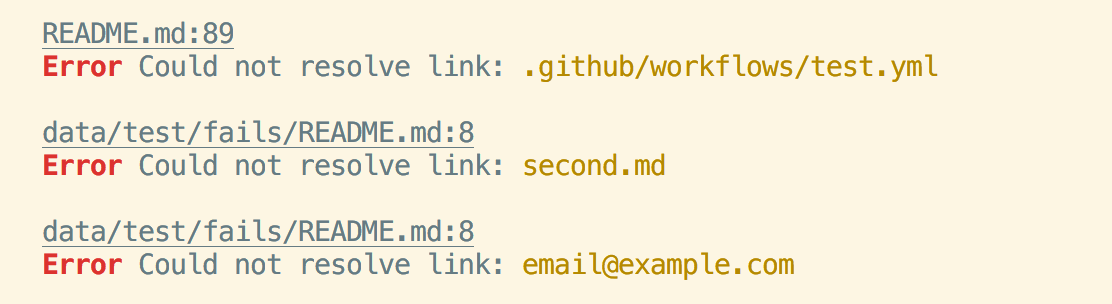 README.md:89
Error Could not resolve link: .github/workflows/test.yml
data/test/fails/README.md:8
Error Could not resolve link: second.md
data/test/fails/README.md:8
Error Could not resolve link: email@example.com